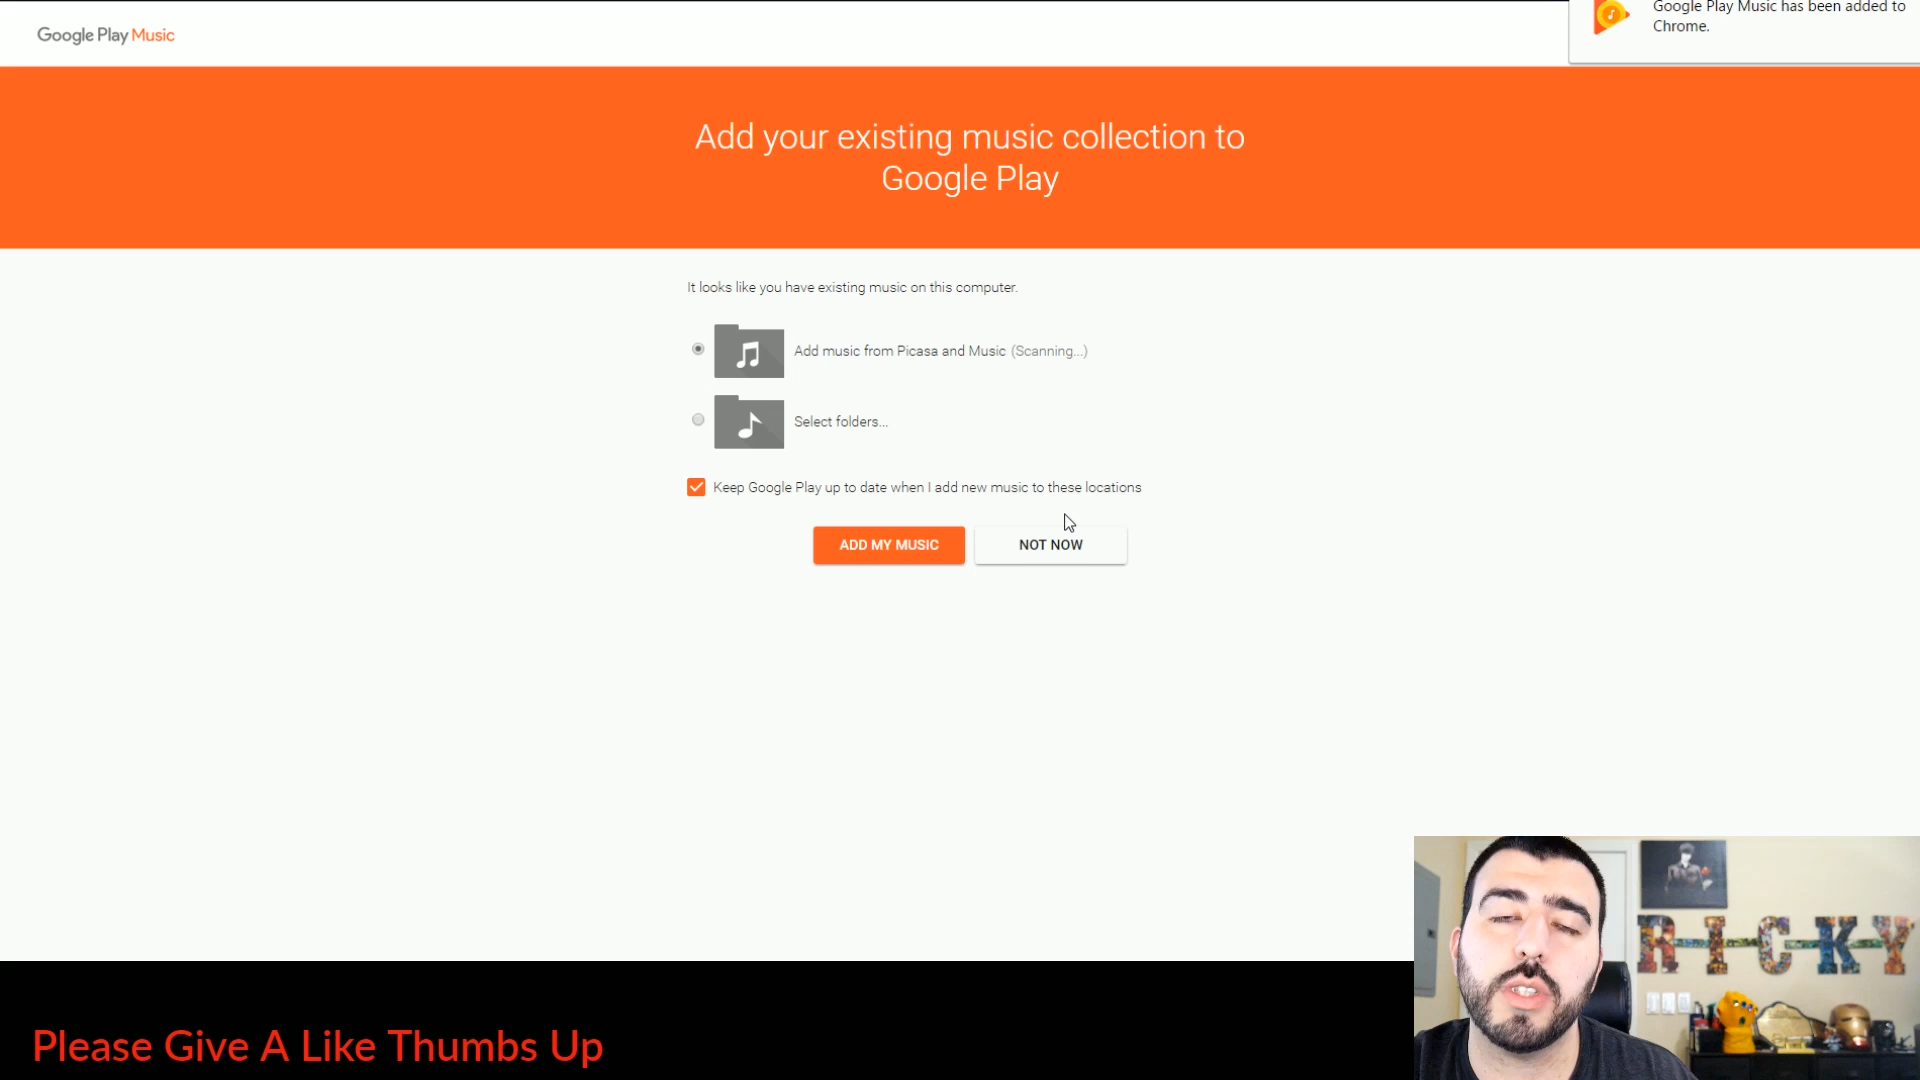 Google Play Music
Google Play Music has been added to
Chrome.
Add your existing music collection to
Google Play
It looks like you have existing music on this computer.
Add music from Picasa and Music (Scanning...)
Select folders...
Keep Google Play up to date when I add new music to these locations
ADD MY MUSIC
NOT NOW
RICKY
Please Give A Like Thumbs Up